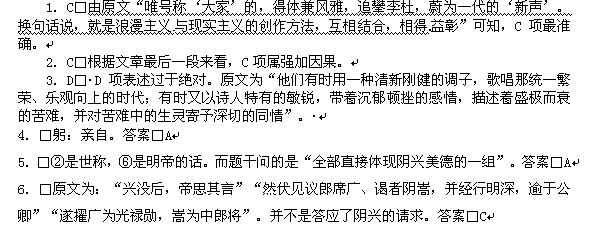 1. C□由原文“唯号称‘大家’的，得体兼风雅，追攀李杜，蔚为一代的‘新声’。
换句话说，就是浪漫主义与现实主义的创作方法，互相结合，相得益彰”可知，C 项最准
确。
2. C□根据文章最后一段来看，C 项属强加因果。
3. D□·D 项表述过于绝对。原文为“他们有时用一种清新刚健的调子，歌唱那统一繁
荣、乐观向上的时代；有时又以诗人特有的敏锐，带着沉郁顿挫的感情，描述着盛极而衰
的苦难，并对苦难中的生灵寄予深切的同情”。·
4. □躬：亲自。答案□A
5. □②是世称，⑥是明帝的话。而题干问的是“全部直接体现阴兴美德的一组”。答案□A
6. □原文为：“兴没后，帝思其言”“然伏见议郎席广、谒者阴嵩，并经行明深，逾于公
卿”“遂擢广为光禄勋，嵩为中郎将”。并不是答应了阴兴的请求。答案□C